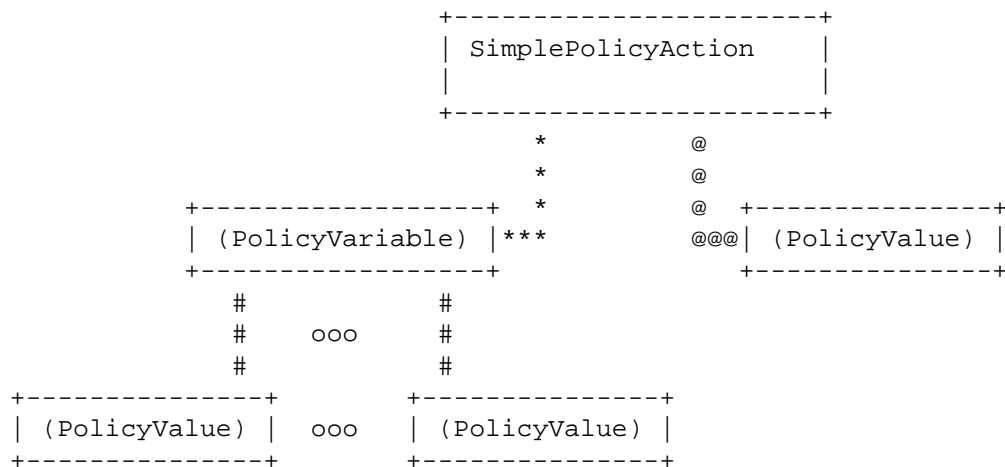 +------------------------+
| SimplePolicyAction     |
|                        |
+------------------------+
*         @
*         @
+------------------+  *         @  +---------------+
| (PolicyVariable) |***         @@@| (PolicyValue) |
+------------------+               +---------------+
#            #
#    ooo     #
#            #
+---------------+        +---------------+
| (PolicyValue) |  ooo   | (PolicyValue) |
+---------------+        +---------------+